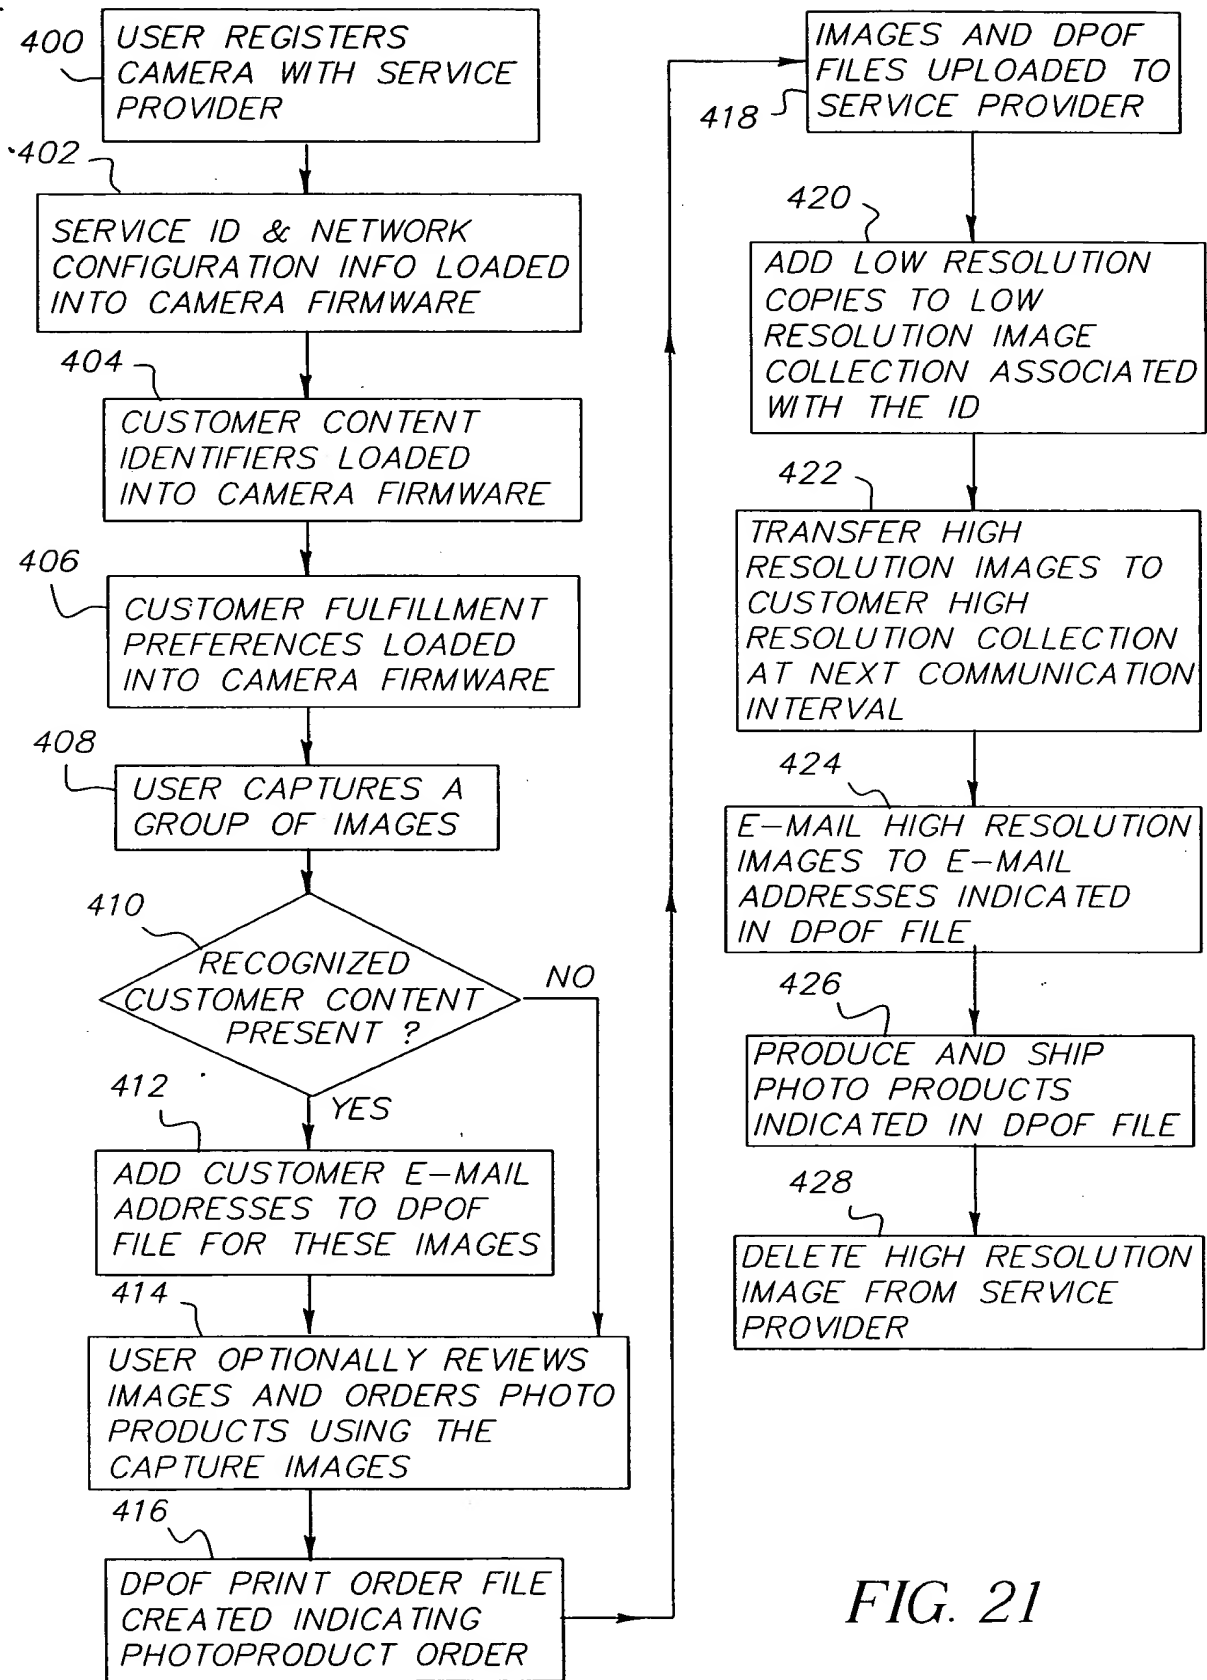 400
USER REGISTERS
CAMERA WITH SERVICE
PROVIDER
402
SERVICE ID & NETWORK
CONFIGURATION INFO LOADED
INTO CAMERA FIRMWARE
404
CUSTOMER CONTENT
IDENTIFIERS LOADED
INTO CAMERA FIRMWARE
406
CUSTOMER FULFILLMENT
PREFERENCES LOADED
INTO CAMERA FIRMWARE
408
USER CAPTURES A
GROUP OF IMAGES
410
RECOGNIZED
CUSTOMER CONTENT
PRESENT ?
NO
YES
412
ADD CUSTOMER E-MAIL
ADDRESSES TO DPOF
FILE FOR THESE IMAGES
414
USER OPTIONALLY REVIEWS
IMAGES AND ORDERS PHOTO
PRODUCTS USING THE
CAPTURE IMAGES
416
DPOF PRINT ORDER FILE
CREATED INDICATING
PHOTOPRODUCT ORDER
IMAGES AND DPOF
FILES UPLOADED TO
SERVICE PROVIDER
418
420
ADD LOW RESOLUTION
COPIES TO LOW
RESOLUTION IMAGE
COLLECTION ASSOCIATED
WITH THE ID
422
TRANSFER HIGH
RESOLUTION IMAGES TO
CUSTOMER HIGH
RESOLUTION COLLECTION
AT NEXT COMMUNICATION
INTERVAL
424
E-MAIL HIGH RESOLUTION
IMAGES TO E-MAIL
ADDRESSES INDICATED
IN DPOF FILE
426
PRODUCE AND SHIP
PHOTO PRODUCTS
INDICATED IN DPOF FILE
428
DELETE HIGH RESOLUTION
IMAGE FROM SERVICE
PROVIDER
FIG. 21